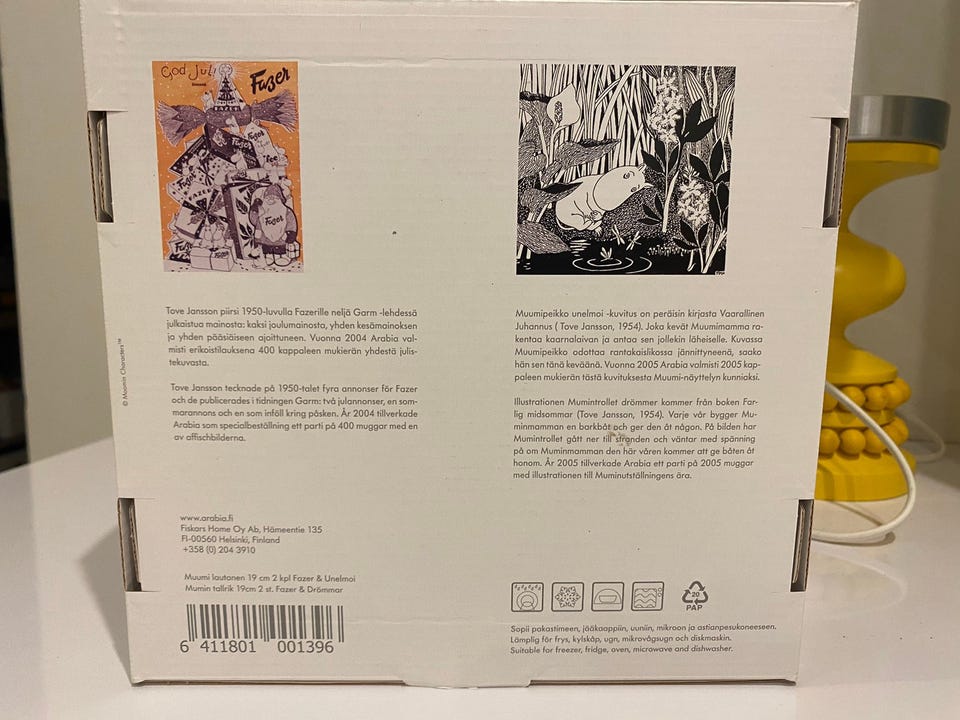 God Jul!
Fazer
FAZER
Fazer
Fazer
Fazer
FAZER
Fazer
Fazer
© Moomin Characters™
Tove Jansson piirsi 1950-luvulla Fazerille neljä Garm -lehdessä
julkaistua mainosta: kaksi joulumainosta, yhden kesämainoksen
ja yhden pääsiäiseen ajoittuneen. Vuonna 2004 Arabia val-
misti erikoistilauksena 400 kappaleen mukierän yhdestä julis-
tekuvasta.
Tove Jansson tecknade på 1950-talet fyra annonser för Fazer
och de publicerades i tidningen Garm: två julannonser, en som-
marannons och en som inföll kring påsken. År 2004 tillverkade
Arabia som specialbeställning ett parti på 400 muggar med en
av affischbilderna.
Muumipeikko unelmoi -kuvitus on peräisin kirjasta Vaarallinen
Juhannus ( Tove Jansson, 1954). Joka kevät Muumimamma ra-
kentaa kaarnalaivan ja antaa sen jollekin läheiselle. Kuvassa
Muumipeikko odottaa rantakaislikossa jännittyneenä, saako
hän sen tänä keväänä. Vuonna 2005 Arabia valmisti 2005 kap-
paleen mukierän tästä kuvituksesta Muumi-näyttelyn kunniaksi.
Illustrationen Mumintrollet drömmer kommer från boken Far-
lig midsommar (Tove Jansson, 1954). Varje vår bygger Mu-
minmamman en barkbåt och ger den åt någon. På bilden har
Mumintrollet gått ner till stranden och väntar med spänning
på om Muminmamman den här våren kommer att ge båten åt
honom. År 2005 tillverkade Arabia ett parti på 2005 muggar
med illustrationen till Muminutställningens ära.
www.arabia.fi
Fiskars Home Oy Ab, Hämeentie 135
FI-00560 Helsinki, Finland
+358 (0) 204 3910
Muumi lautanen 19 cm 2 kpl Fazer & Unelmoi
Mumin tallrik 19cm 2 st. Fazer & Drömmar
6 411801 001396
20
PAP
Sopii pakastimeen, jääkaappiin, uuniin, mikroon ja astianpesukoneeseen.
Lämplig för frys, kylskåp, ugn, mikrovågsugn och diskmaskin.
Suitable for freezer, fridge, oven, microwave and dishwasher.